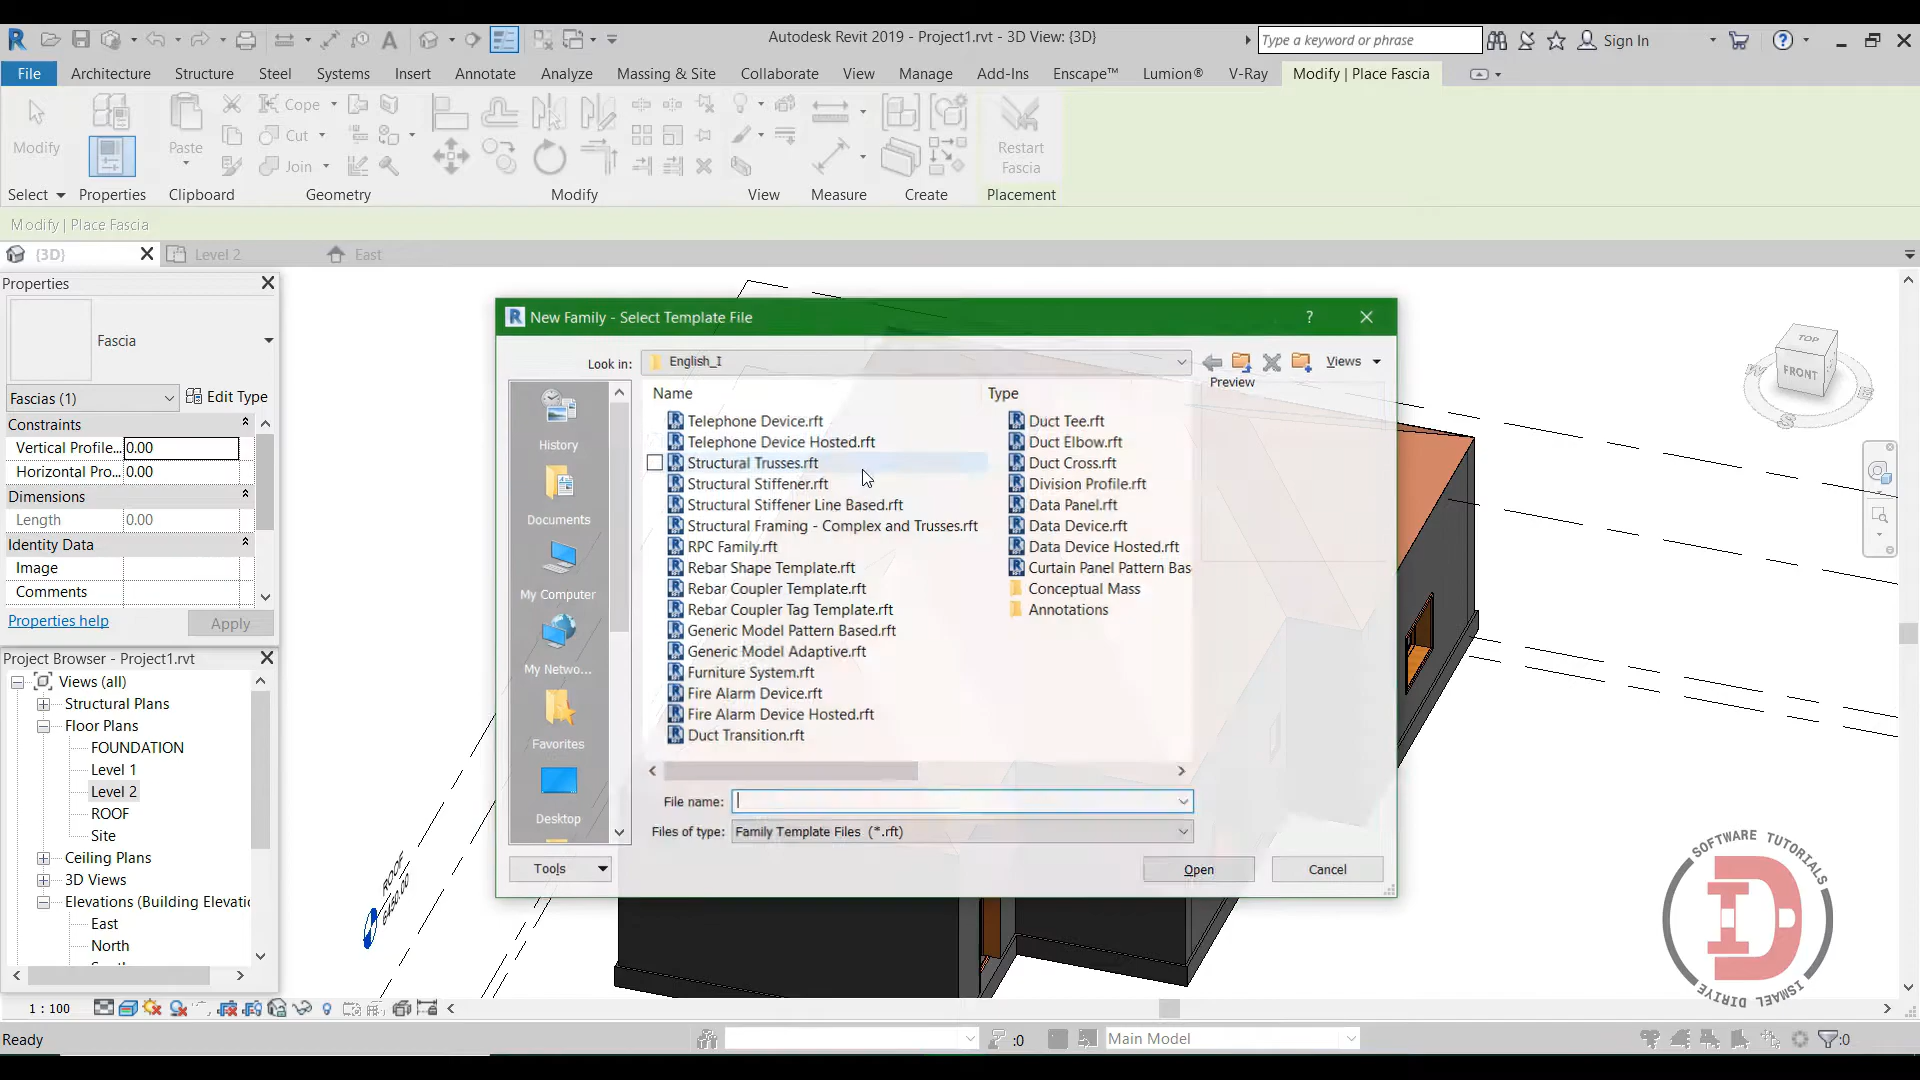 Autodesk Revit 2019 - Project1.rvt - 3D View: {3D}
Type a keyword or phrase
Sign In
File Architecture Structure Steel Systems Insert Annotate Analyze Massing & Site Collaborate View Manage Add-Ins Enscape™ Lumion® V-Ray Modify | Place Fascia
Modify
Paste
Cope
Cut
Join
Restart
Fascia
Select Properties Clipboard Geometry Modify View Measure Create Placement
Modify | Place Fascia
{3D}
Level 2
East
Properties
Fascia
Fascias (1)
Edit Type
Constraints
Vertical Profile... 0.00
Horizontal Pro... 0.00
Dimensions
Length 0.00
Identity Data
Image
Comments
Properties help
Apply
Project Browser - Project1.rvt
Views (all)
Structural Plans
Floor Plans
FOUNDATION
Level 1
Level 2
ROOF
Site
Ceiling Plans
3D Views
Elevations (Building Elevatio
East
North
New Family - Select Template File
Look in: English_I
Views
Preview
History
Documents
My Computer
My Netwo...
Favorites
Desktop
Name
Type
Telephone Device.rft
Telephone Device Hosted.rft
Structural Trusses.rft
Structural Stiffener.rft
Structural Stiffener Line Based.rft
Structural Framing - Complex and Trusses.rft
RPC Family.rft
Rebar Shape Template.rft
Rebar Coupler Template.rft
Rebar Coupler Tag Template.rft
Generic Model Pattern Based.rft
Generic Model Adaptive.rft
Furniture System.rft
Fire Alarm Device.rft
Fire Alarm Device Hosted.rft
Duct Transition.rft
Duct Tee.rft
Duct Elbow.rft
Duct Cross.rft
Division Profile.rft
Data Panel.rft
Data Device.rft
Data Device Hosted.rft
Curtain Panel Pattern Bas
Conceptual Mass
Annotations
File name:
Files of type: Family Template Files (*.rft)
Tools
Open
Cancel
TOP
FRONT
W
S
E
ROOF
6450.00
SOFTWARE TUTORIALS
ID
ISMAEL DIRIYE
1 : 100
Ready
:0
Main Model
:0